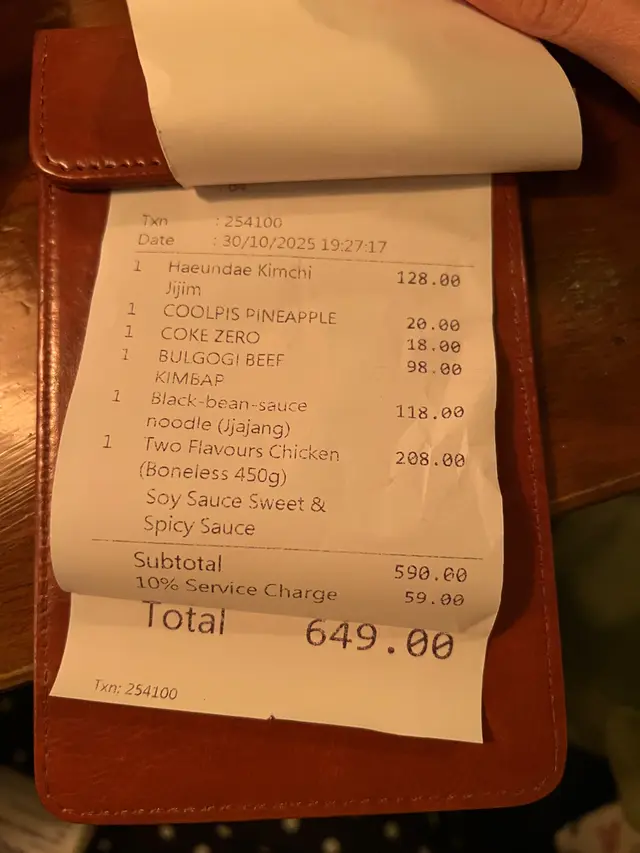 Txn : 254100
Date : 30/10/2025 19:27:17
1 Haeundae Kimchi 128.00
Jijim
1 COOLPIS PINEAPPLE 20.00
1 COKE ZERO 18.00
1 BULGOGI BEEF 98.00
KIMBAP
1 Black-bean-sauce 118.00
noodle (Jjajang)
1 Two Flavours Chicken 208.00
(Boneless 450g)
Soy Sauce Sweet &
Spicy Sauce
Subtotal 590.00
10% Service Charge 59.00
Total 649.00
Txn: 254100